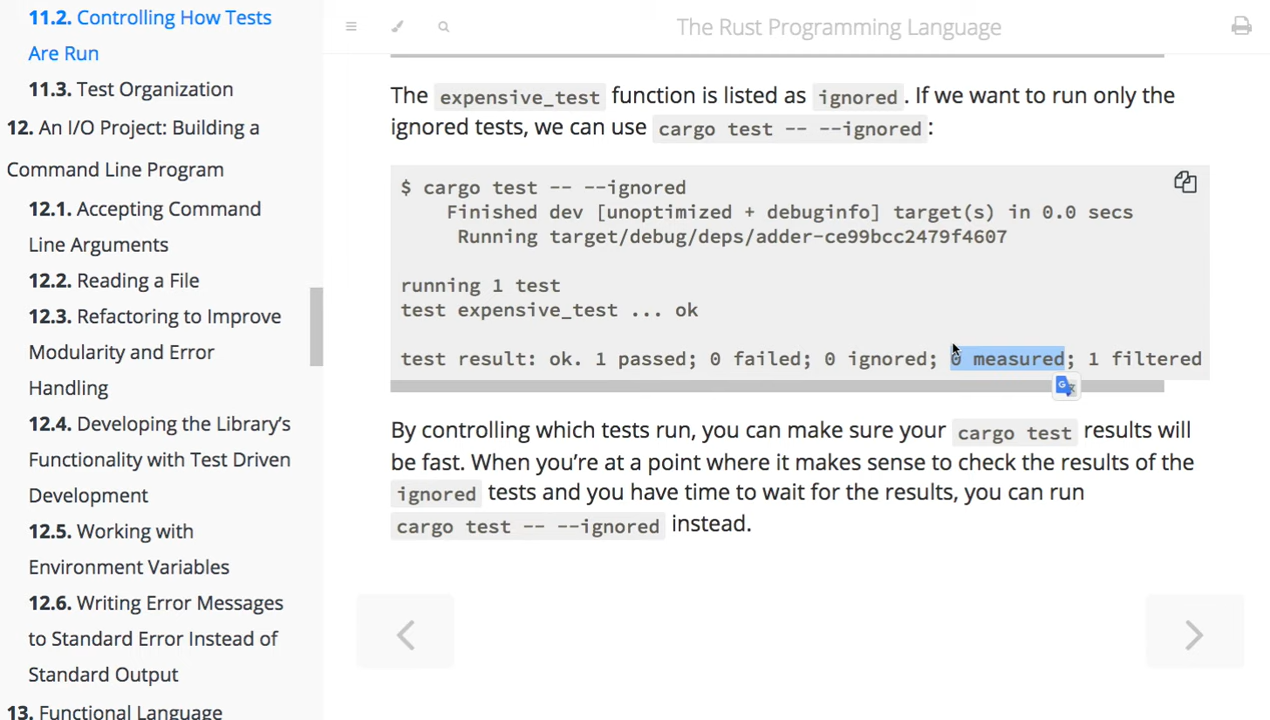 11.2. Controlling How Tests
Are Run
11.3. Test Organization
12. An I/O Project: Building a
Command Line Program
12.1. Accepting Command
Line Arguments
12.2. Reading a File
12.3. Refactoring to Improve
Modularity and Error
Handling
12.4. Developing the Library’s
Functionality with Test Driven
Development
12.5. Working with
Environment Variables
12.6. Writing Error Messages
to Standard Error Instead of
Standard Output
13. Functional Language
The Rust Programming Language
The expensive_test function is listed as ignored. If we want to run only the
ignored tests, we can use cargo test -- --ignored:
$ cargo test -- --ignored
Finished dev [unoptimized + debuginfo] target(s) in 0.0 secs
Running target/debug/deps/adder-ce99bcc2479f4607
running 1 test
test expensive_test ... ok
test result: ok. 1 passed; 0 failed; 0 ignored; 0 measured; 1 filtered
By controlling which tests run, you can make sure your cargo test results will
be fast. When you’re at a point where it makes sense to check the results of the
ignored tests and you have time to wait for the results, you can run
cargo test -- --ignored instead.